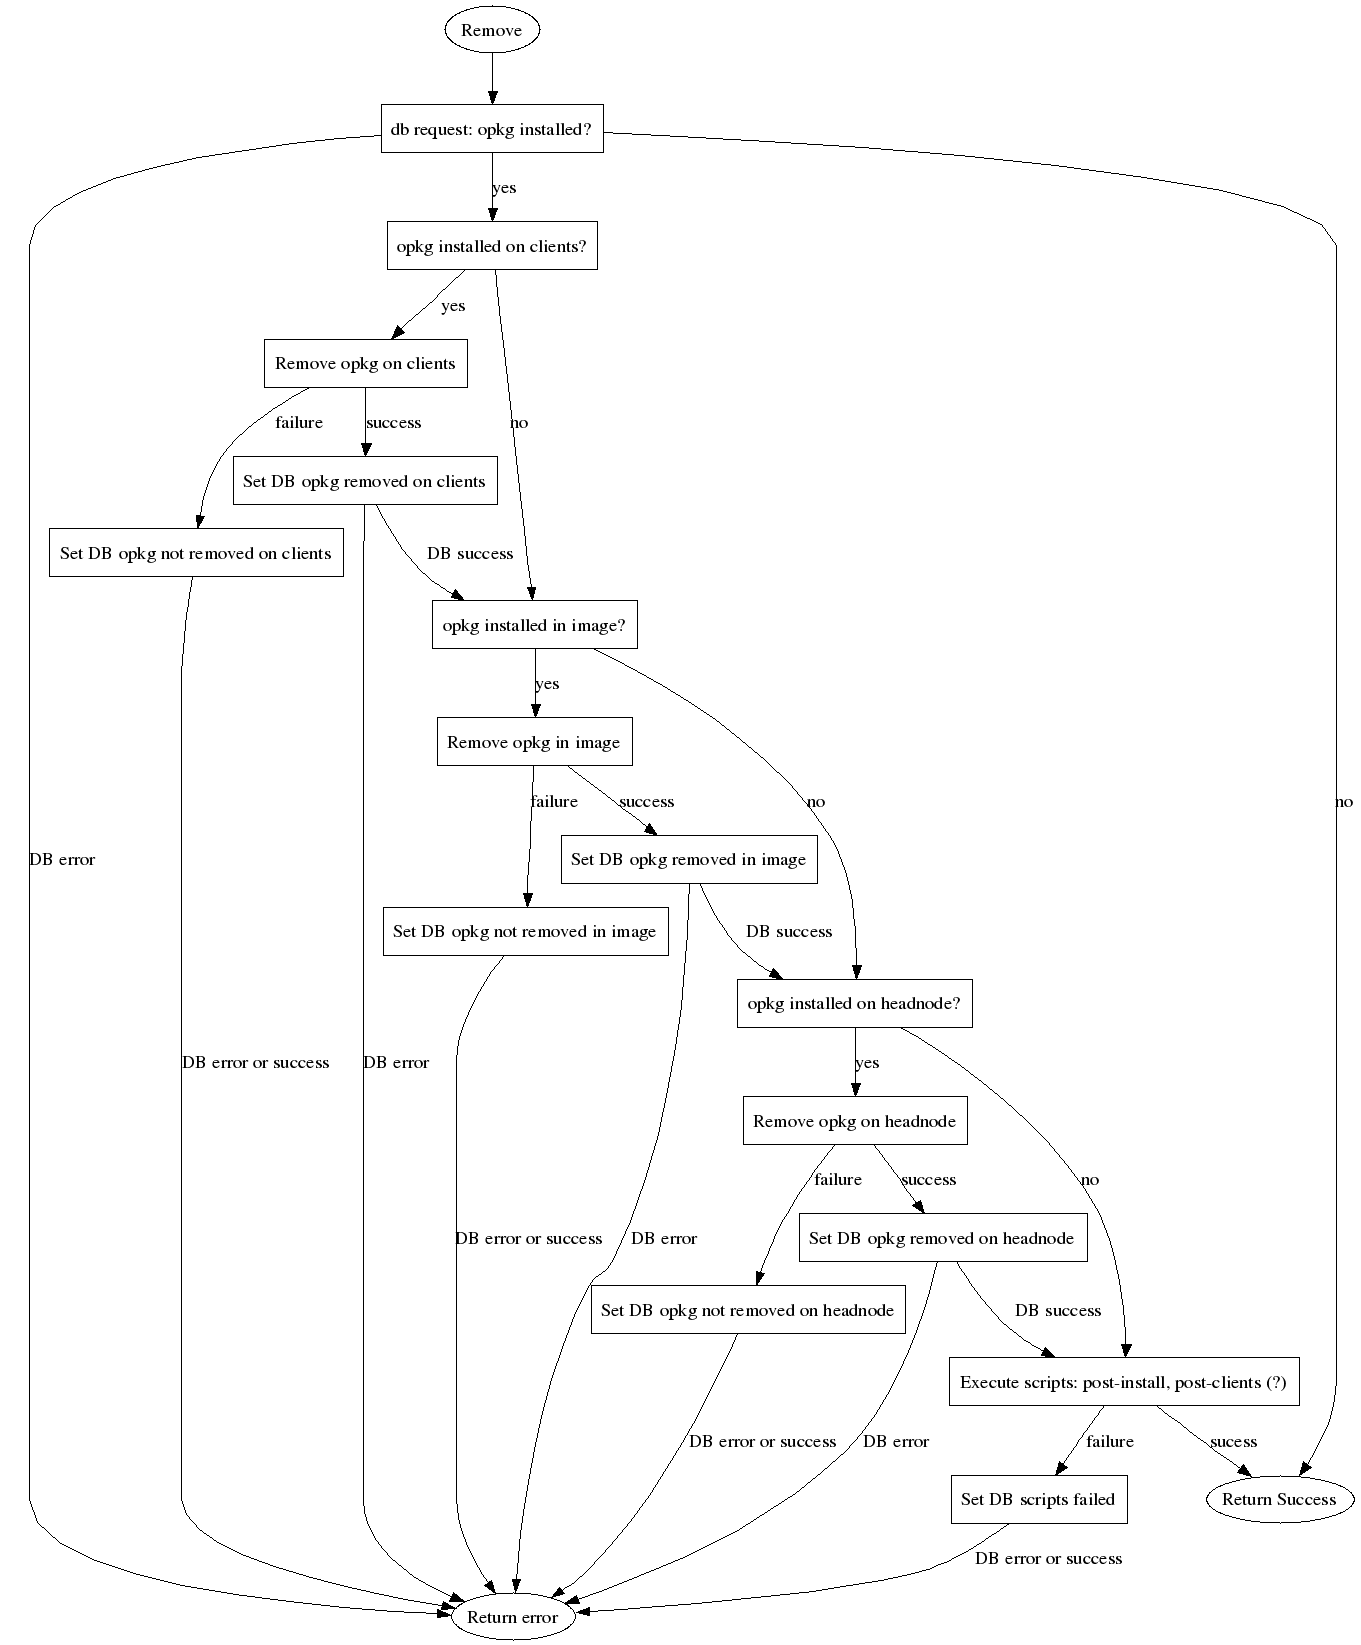 Remove
db request: opkg installed?
yes
opkg installed on clients?
yes
Remove opkg on clients
failure
success
no
Set DB opkg removed on clients
Set DB opkg not removed on clients
DB success
opkg installed in image?
yes
Remove opkg in image
failure
success
no
no
DB error
Set DB opkg removed in image
Set DB opkg not removed in image
DB success
opkg installed on headnode?
DB error or success
DB error
yes
Remove opkg on headnode
failure
success
no
DB error or success
DB error
Set DB opkg removed on headnode
Set DB opkg not removed on headnode
DB success
Execute scripts: post-install, post-clients (?)
DB error or success
DB error
failure
sucess
Set DB scripts failed
Return Success
DB error or success
Return error